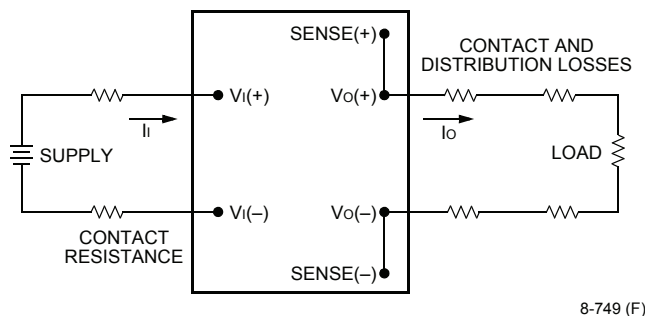 SENSE(+)
CONTACT AND
DISTRIBUTION LOSSES
VI(+)
VO(+)
II
IO
SUPPLY
LOAD
VI(–)
VO(–)
CONTACT
RESISTANCE
SENSE(–)
8-749 (F)